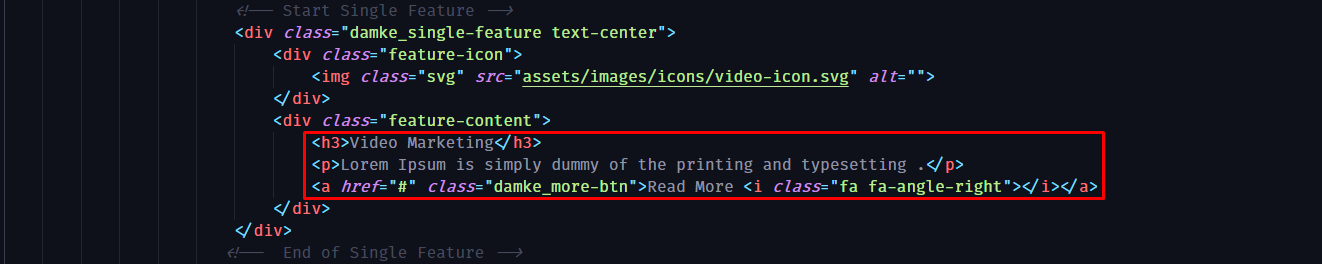 <!-- Start Single Feature -->
<div class="damke_single-feature text-center">
<div class="feature-icon">
<img class="svg" src="assets/images/icons/video-icon.svg" alt="">
</div>
<div class="feature-content">
<h3>Video Marketing</h3>
<p>Lorem Ipsum is simply dummy of the printing and typesetting .</p>
<a href="#" class="damke_more-btn">Read More <i class="fa fa-angle-right"></i></a>
</div>
</div>
<!--  End of Single Feature -->